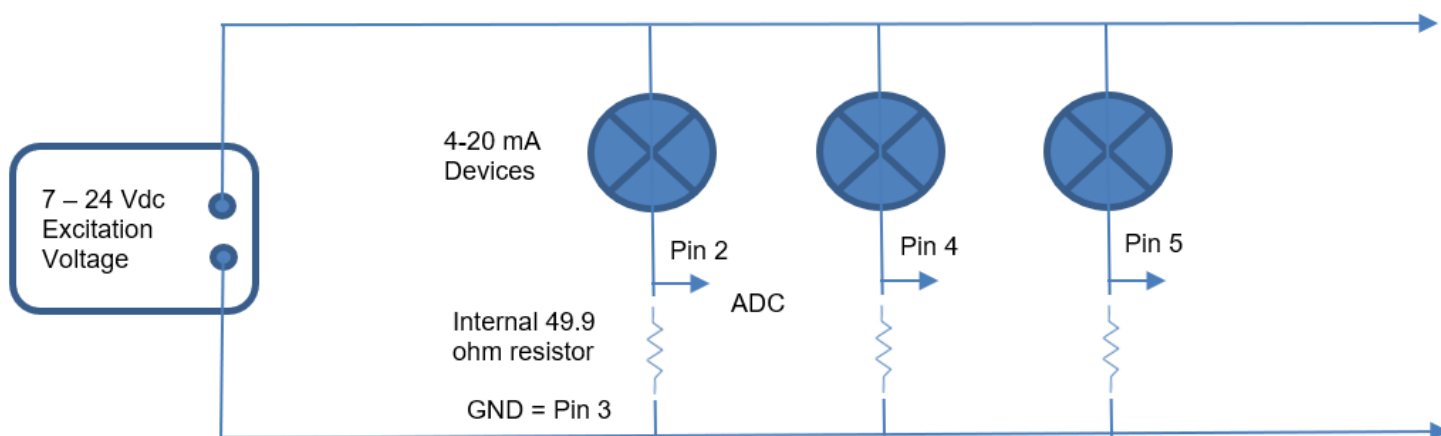 7 – 24 Vdc
Excitation
Voltage
4-20 mA
Devices
Pin 2
Pin 4
Pin 5
ADC
Internal 49.9
ohm resistor
GND = Pin 3